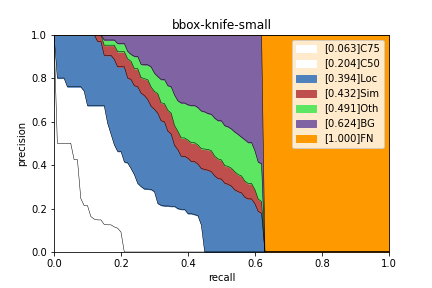 bbox-knife-small
1.0
0.8
0.6
0.4
0.2
0.0
precision
[0.063]C75
[0.204]C50
[0.394]Loc
[0.432]Sim
[0.491]Oth
[0.624]BG
[1.000]FN
0.0 0.2 0.4 0.6 0.8 1.0
recall